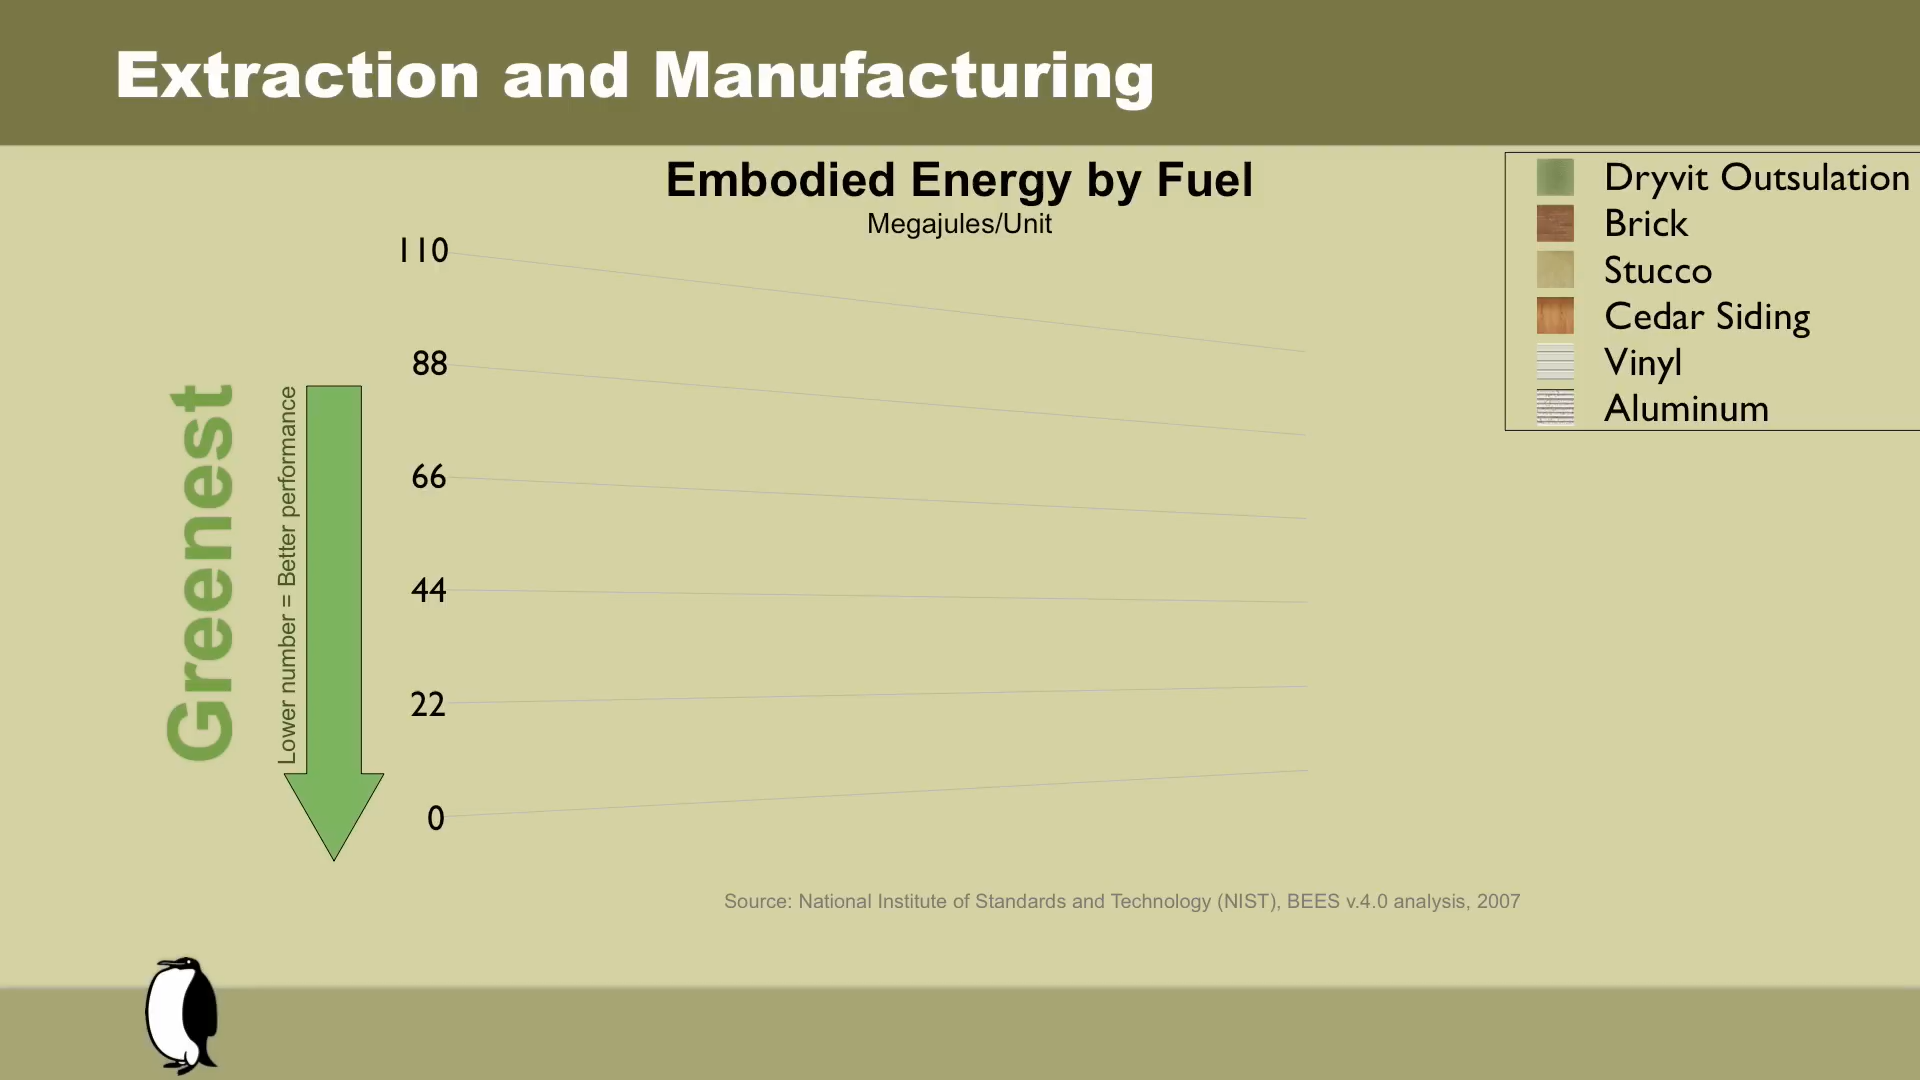 Extraction and Manufacturing
Embodied Energy by Fuel
Megajules/Unit
Dryvit Outsulation
Brick
Stucco
Cedar Siding
Vinyl
Aluminum
Greenest
Lower number = Better performance
110
88
66
44
22
0
Source: National Institute of Standards and Technology (NIST), BEES v.4.0 analysis, 2007